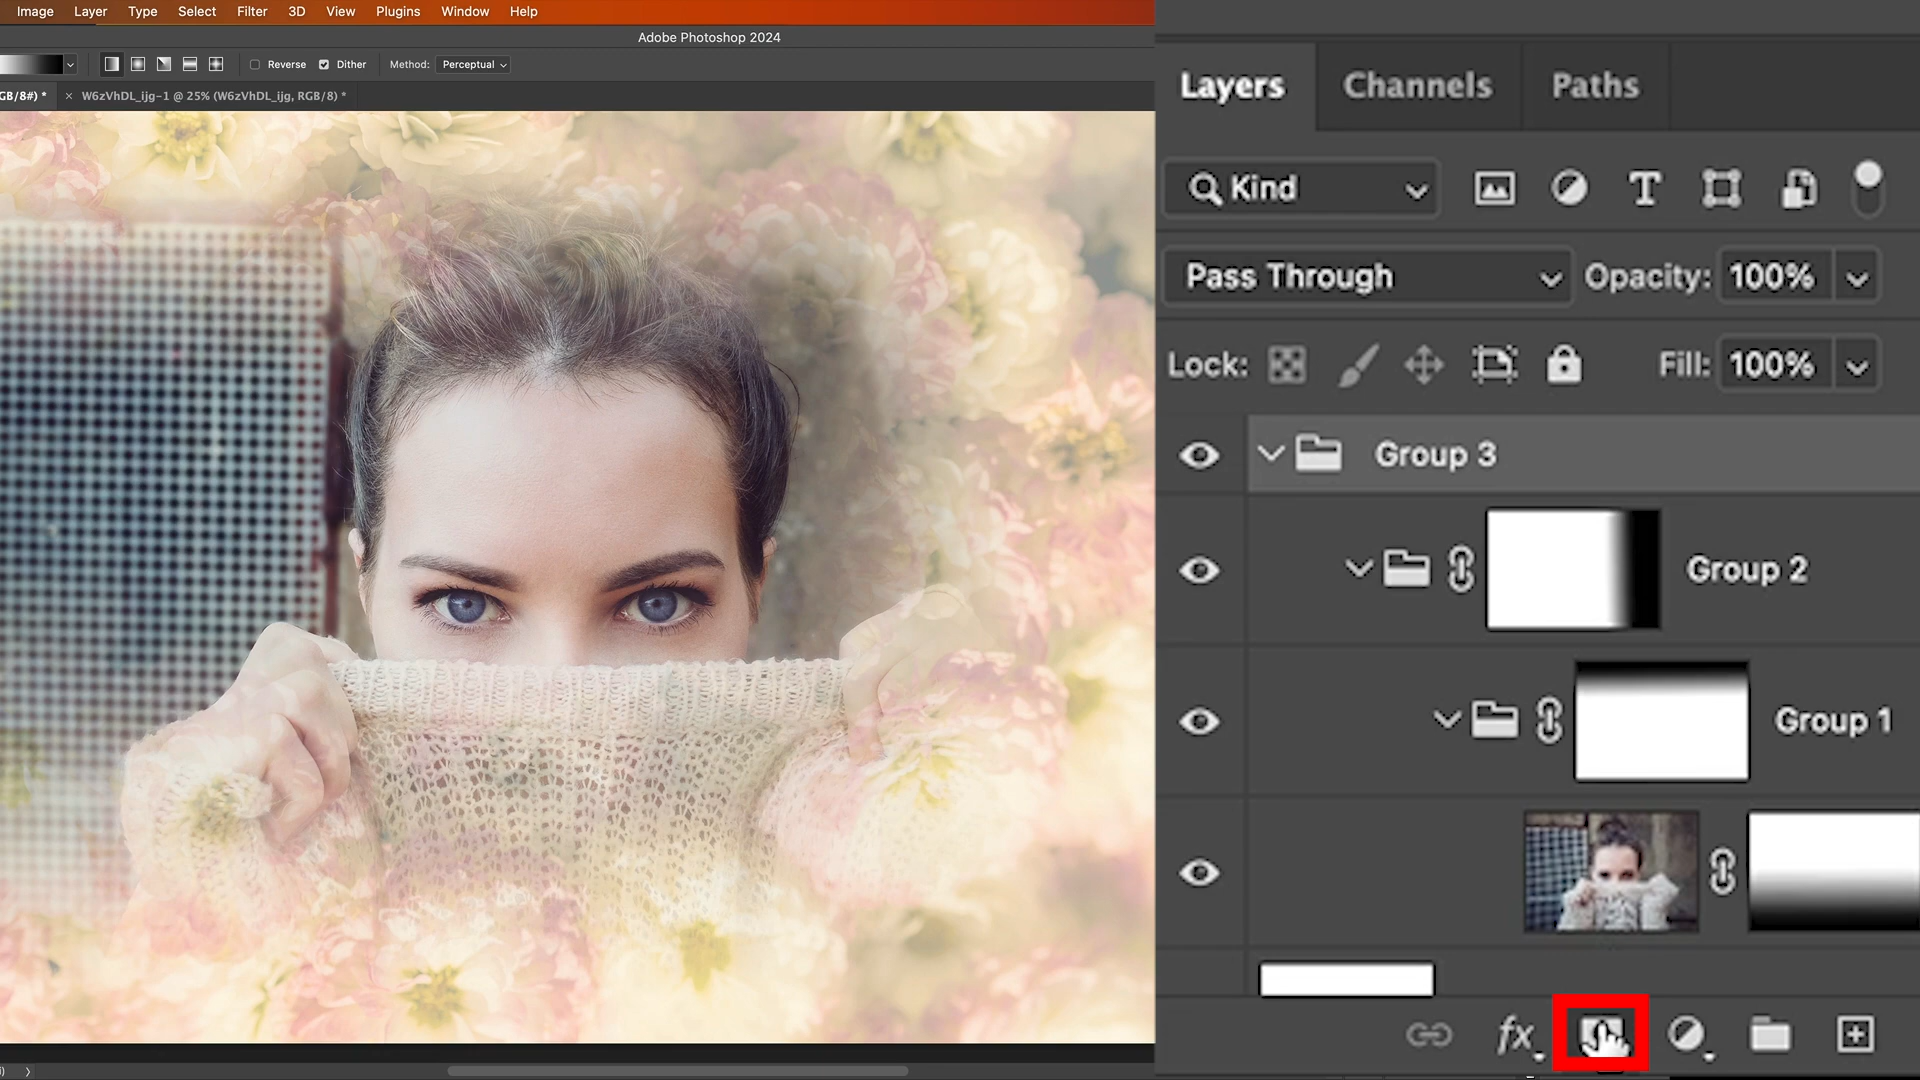 Image Layer Type Select Filter 3D View Plugins Window Help
Adobe Photoshop 2024
Reverse Dither Method: Perceptual
GB/8#) * × W6zVhDL_ijg-1 @ 25% (W6zVhDL_ijg, RGB/8) *
Layers Channels Paths
Kind
Pass Through Opacity: 100%
Lock: Fill: 100%
Group 3
Group 2
Group 1
fx